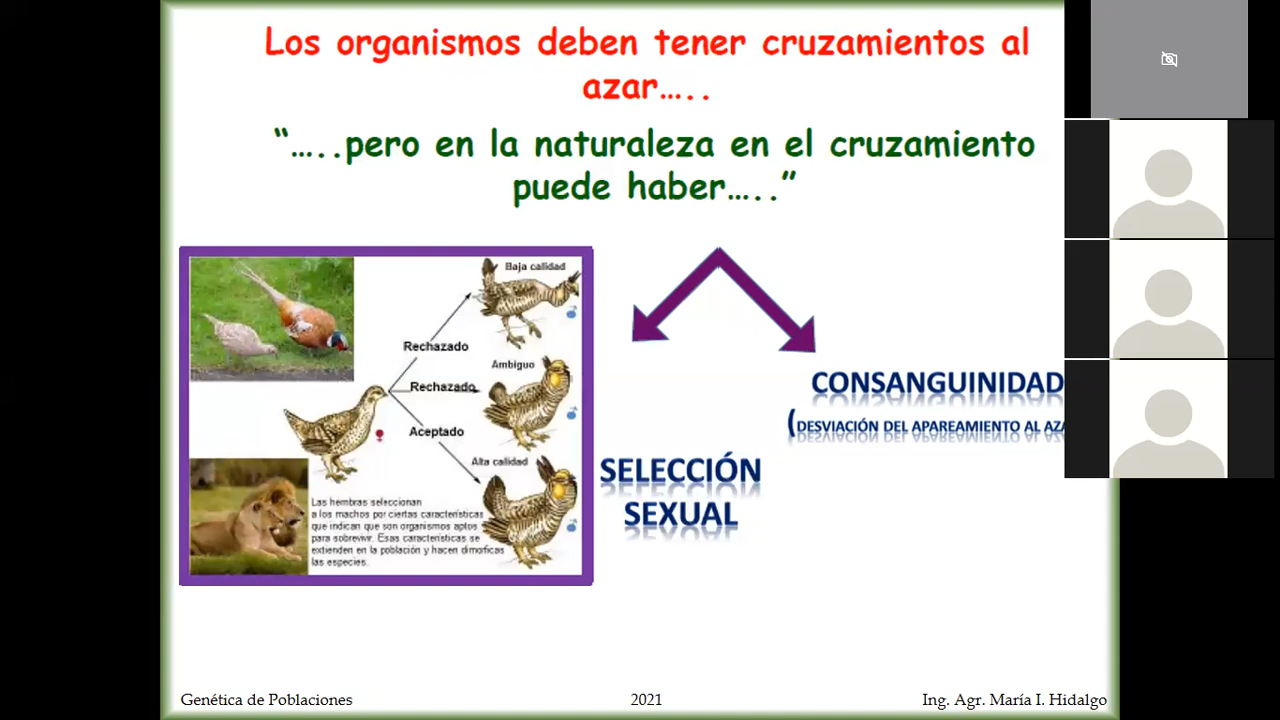 Los organismos deben tener cruzamientos al
azar…..
“…..pero en la naturaleza en el cruzamiento
puede haber…..”
Baja calidad
Rechazado
Ambiguo
Rechazado
Aceptado
Alta calidad
Las hembras seleccionan
a los machos por ciertas características
que indican que son organismos aptos
para sobrevivir. Esas características se
extienden en la población y hacen dimorficas
las especies.
SELECCIÓN
SEXUAL
CONSANGUINIDAD
(DESVIACIÓN DEL APAREAMIENTO AL
Genética de Poblaciones
2021
Ing. Agr. María I. Hidalgo